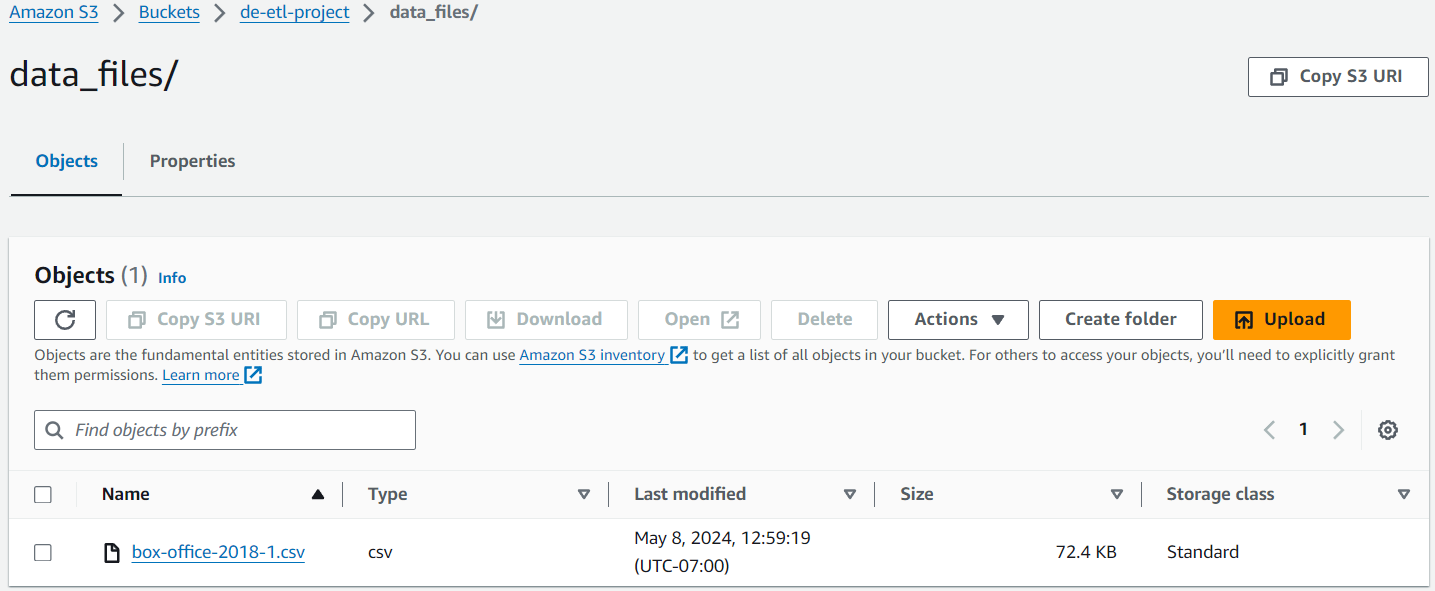 Amazon S3 > Buckets > de-etl-project > data_files/
data_files/
Copy S3 URI
Objects
Properties
Objects (1) Info
Copy S3 URI
Copy URL
Download
Open
Delete
Actions
Create folder
Upload
Objects are the fundamental entities stored in Amazon S3. You can use Amazon S3 inventory to get a list of all objects in your bucket. For others to access your objects, you'll need to explicitly grant
them permissions. Learn more
Find objects by prefix
1
Name
Type
Last modified
Size
Storage class
box-office-2018-1.csv
csv
May 8, 2024, 12:59:19
(UTC-07:00)
72.4 KB
Standard